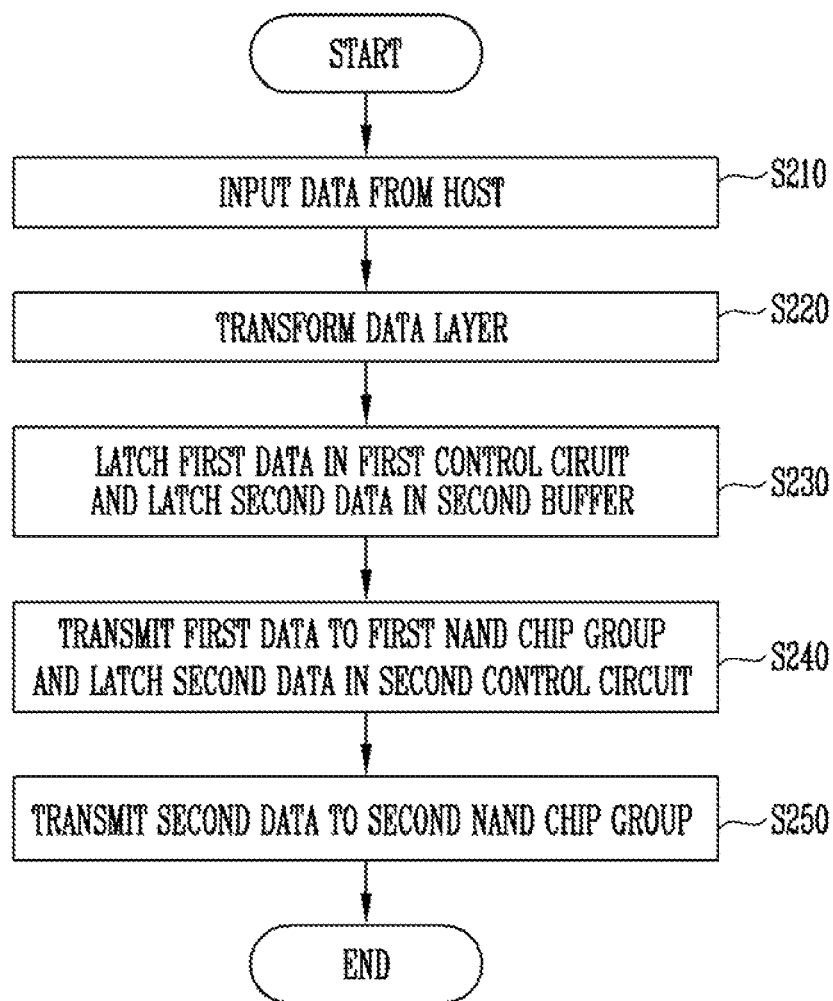 START
INPUT DATA FROM HOST
S210
TRANSFORM DATA LAYER
S220
LATCH FIRST DATA IN FIRST CONTROL CIRUIT
AND LATCH SECOND DATA IN SECOND BUFFER
S230
TRANSMIT FIRST DATA TO FIRST NAND CHIP GROUP
AND LATCH SECOND DATA IN SECOND CONTROL CIRCUIT
S240
TRANSMIT SECOND DATA TO SECOND NAND CHIP GROUP
S250
END